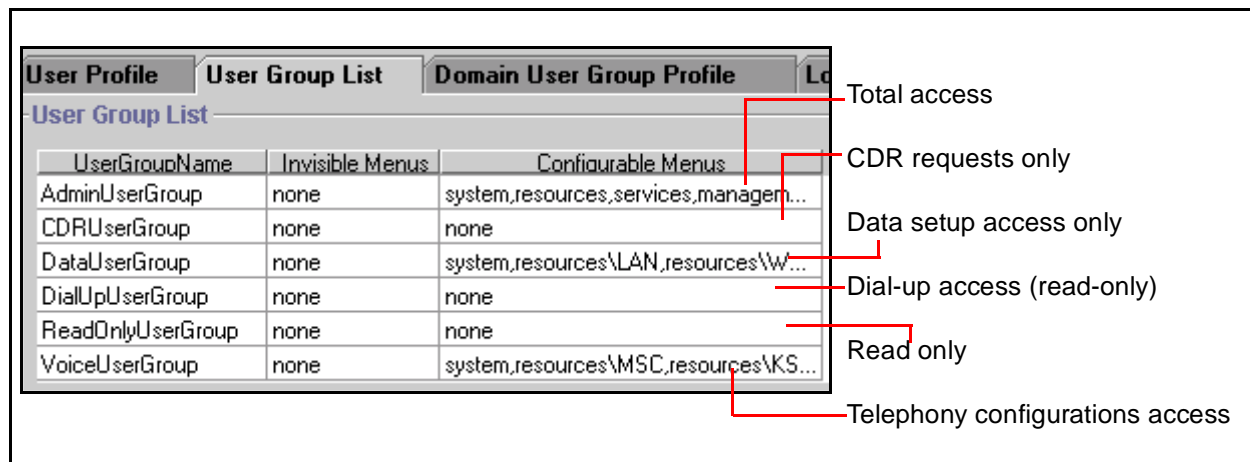 User Profile User Group List Domain User Group Profile Lo
User Group List
UserGroupName Invisible Menus Configurable Menus
AdminUserGroup none system,resources,services,managem...
CDRUserGroup none none
DataUserGroup none system,resources\LAN,resources\W...
DialUpUserGroup none none
ReadOnlyUserGroup none none
VoiceUserGroup none system,resources\MSC,resources\KS...
Total access
CDR requests only
Data setup access only
Dial-up access (read-only)
Read only
Telephony configurations access